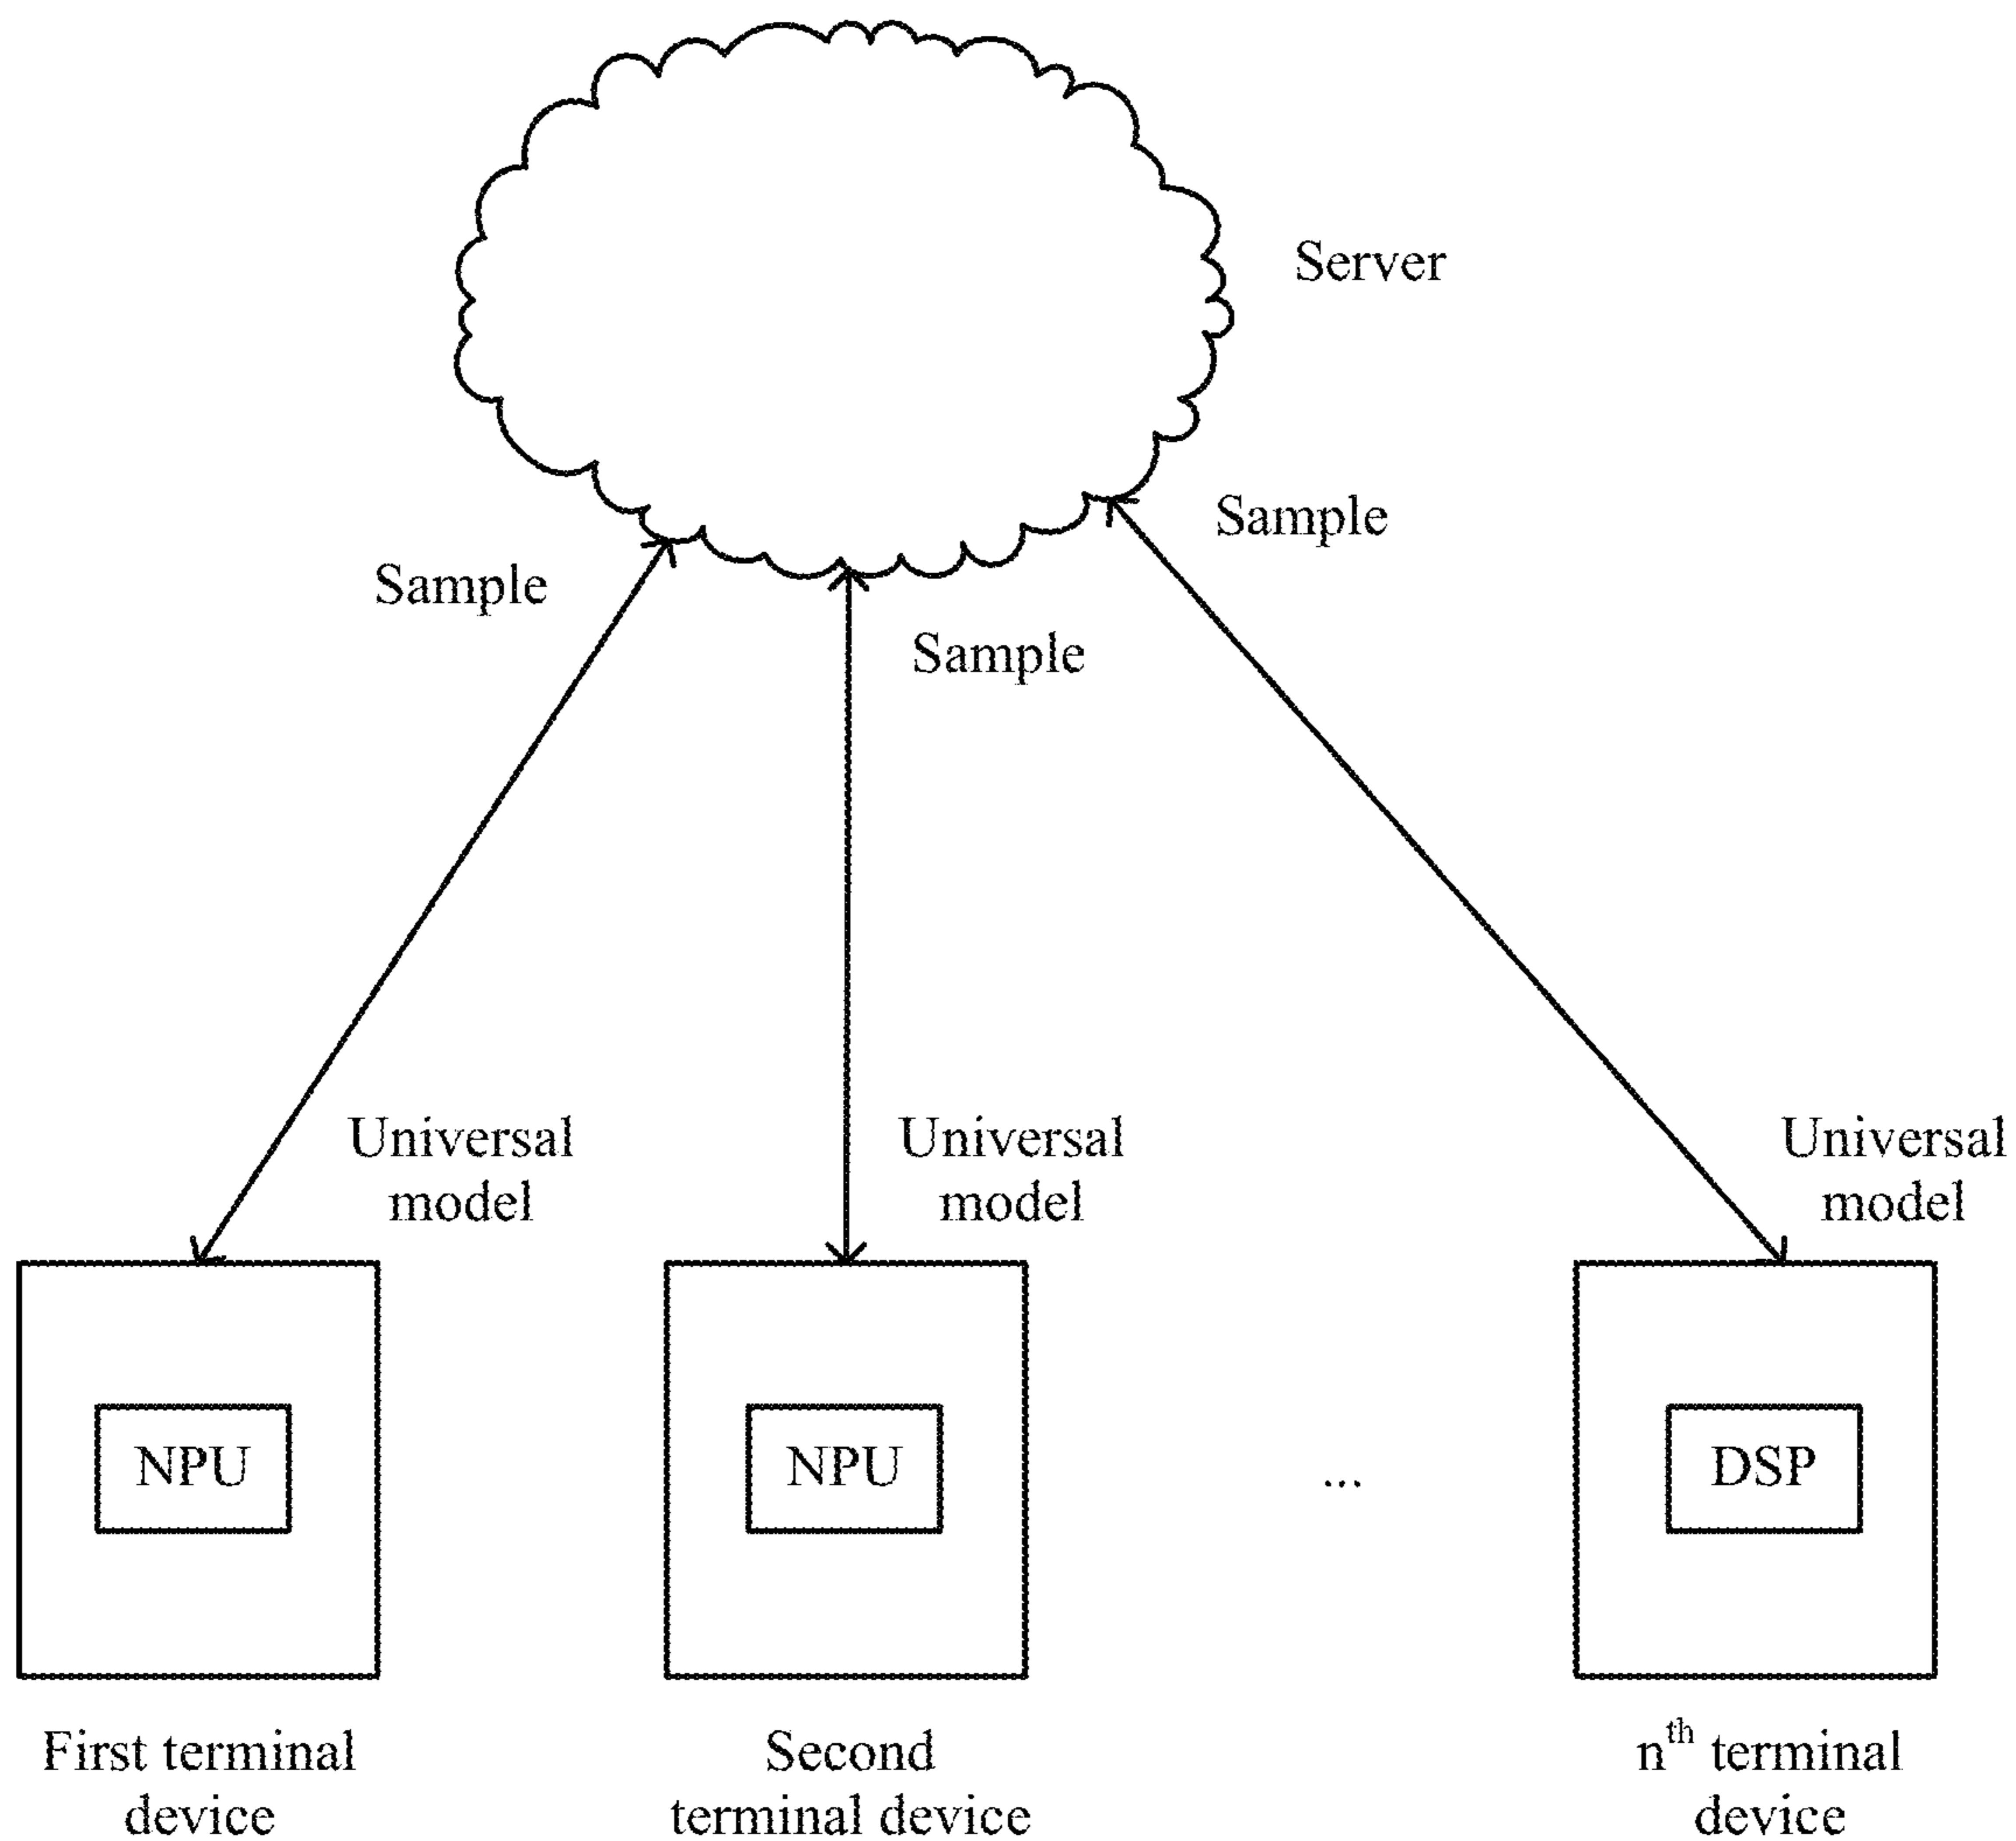 Server
Sample
Sample
Sample
Universal
model
Universal
model
Universal
model
NPU
NPU
...
DSP
First terminal
device
Second
terminal device
nth terminal
device